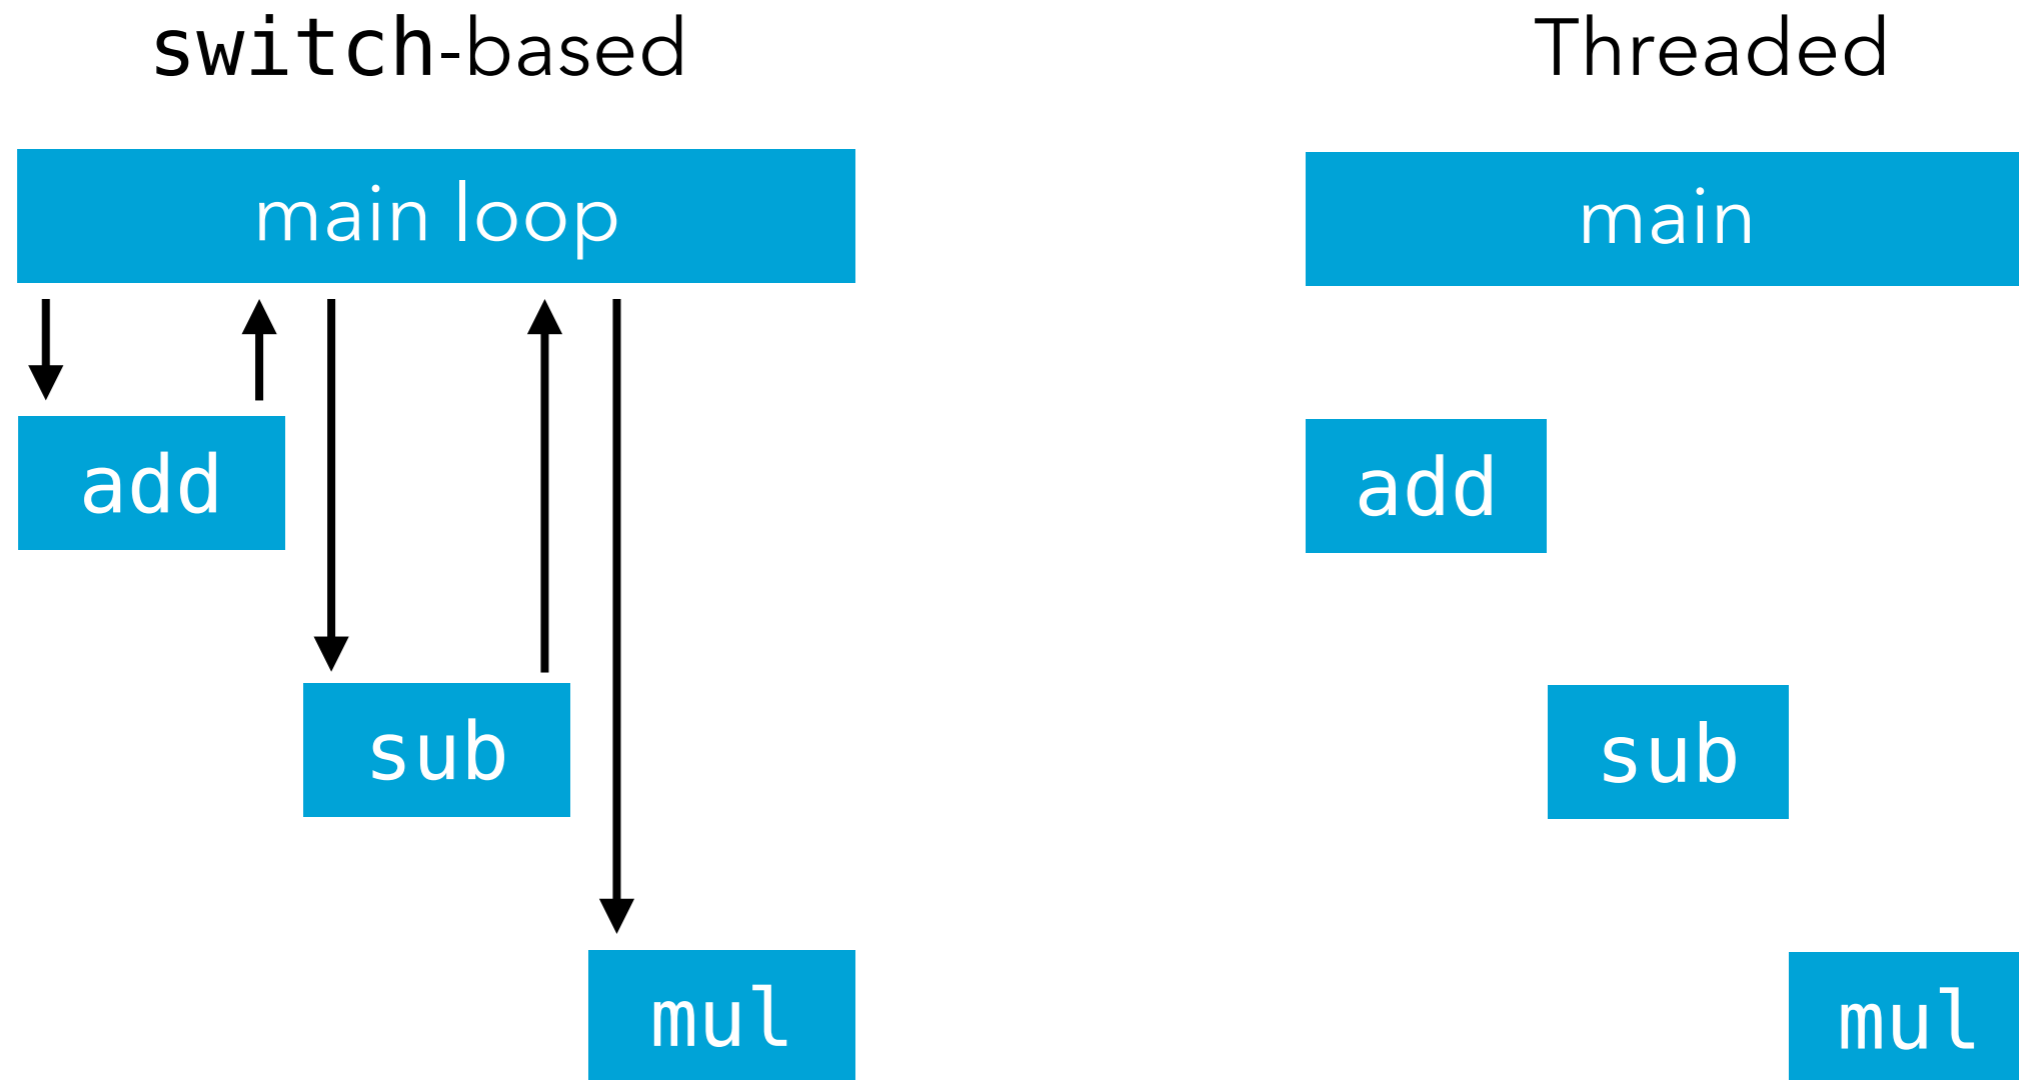 switch-based
main loop
add
sub
mul
Threaded
main
add
sub
mul